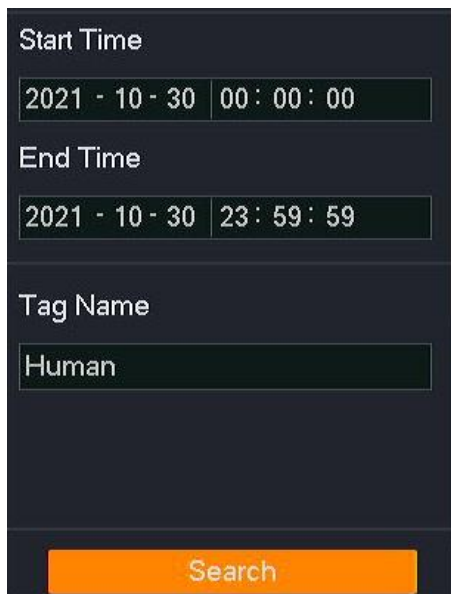 Start Time
2021 - 10 - 30 00 : 00 : 00
End Time
2021 - 10 - 30 23 : 59 : 59
Tag Name
Human
Search